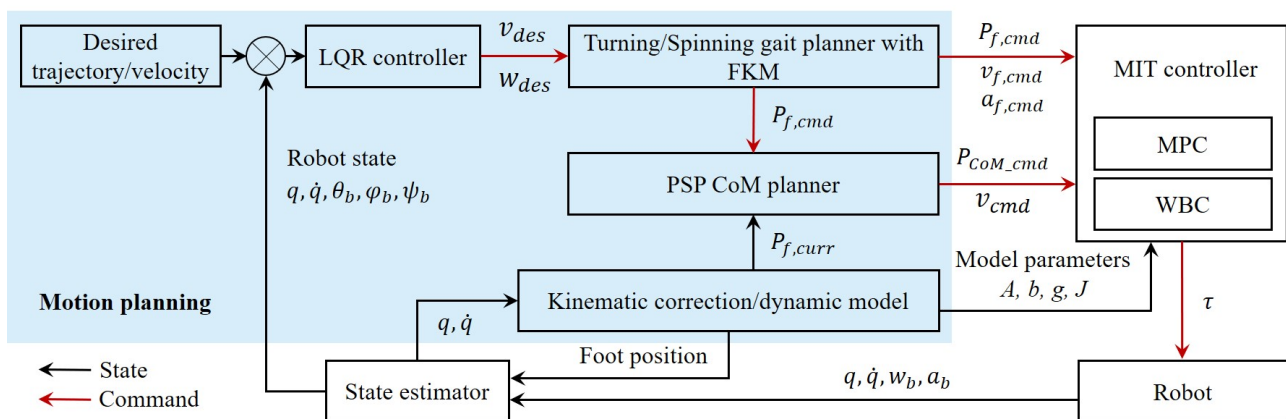 Desired
trajectory/velocity
LQR controller
v_des
w_des
Turning/Spinning gait planner with
FKM
P_f,cmd
v_f,cmd
a_f,cmd
MIT controller
MPC
WBC
P_f,cmd
Robot state
q, q̇, θ_b, φ_b, ψ_b
PSP CoM planner
P_CoM_cmd
v_cmd
P_f,curr
Motion planning
Kinematic correction/dynamic model
Model parameters
A, b, g, J
q, q̇
τ
State
Command
Foot position
State estimator
q, q̇, w_b, a_b
Robot